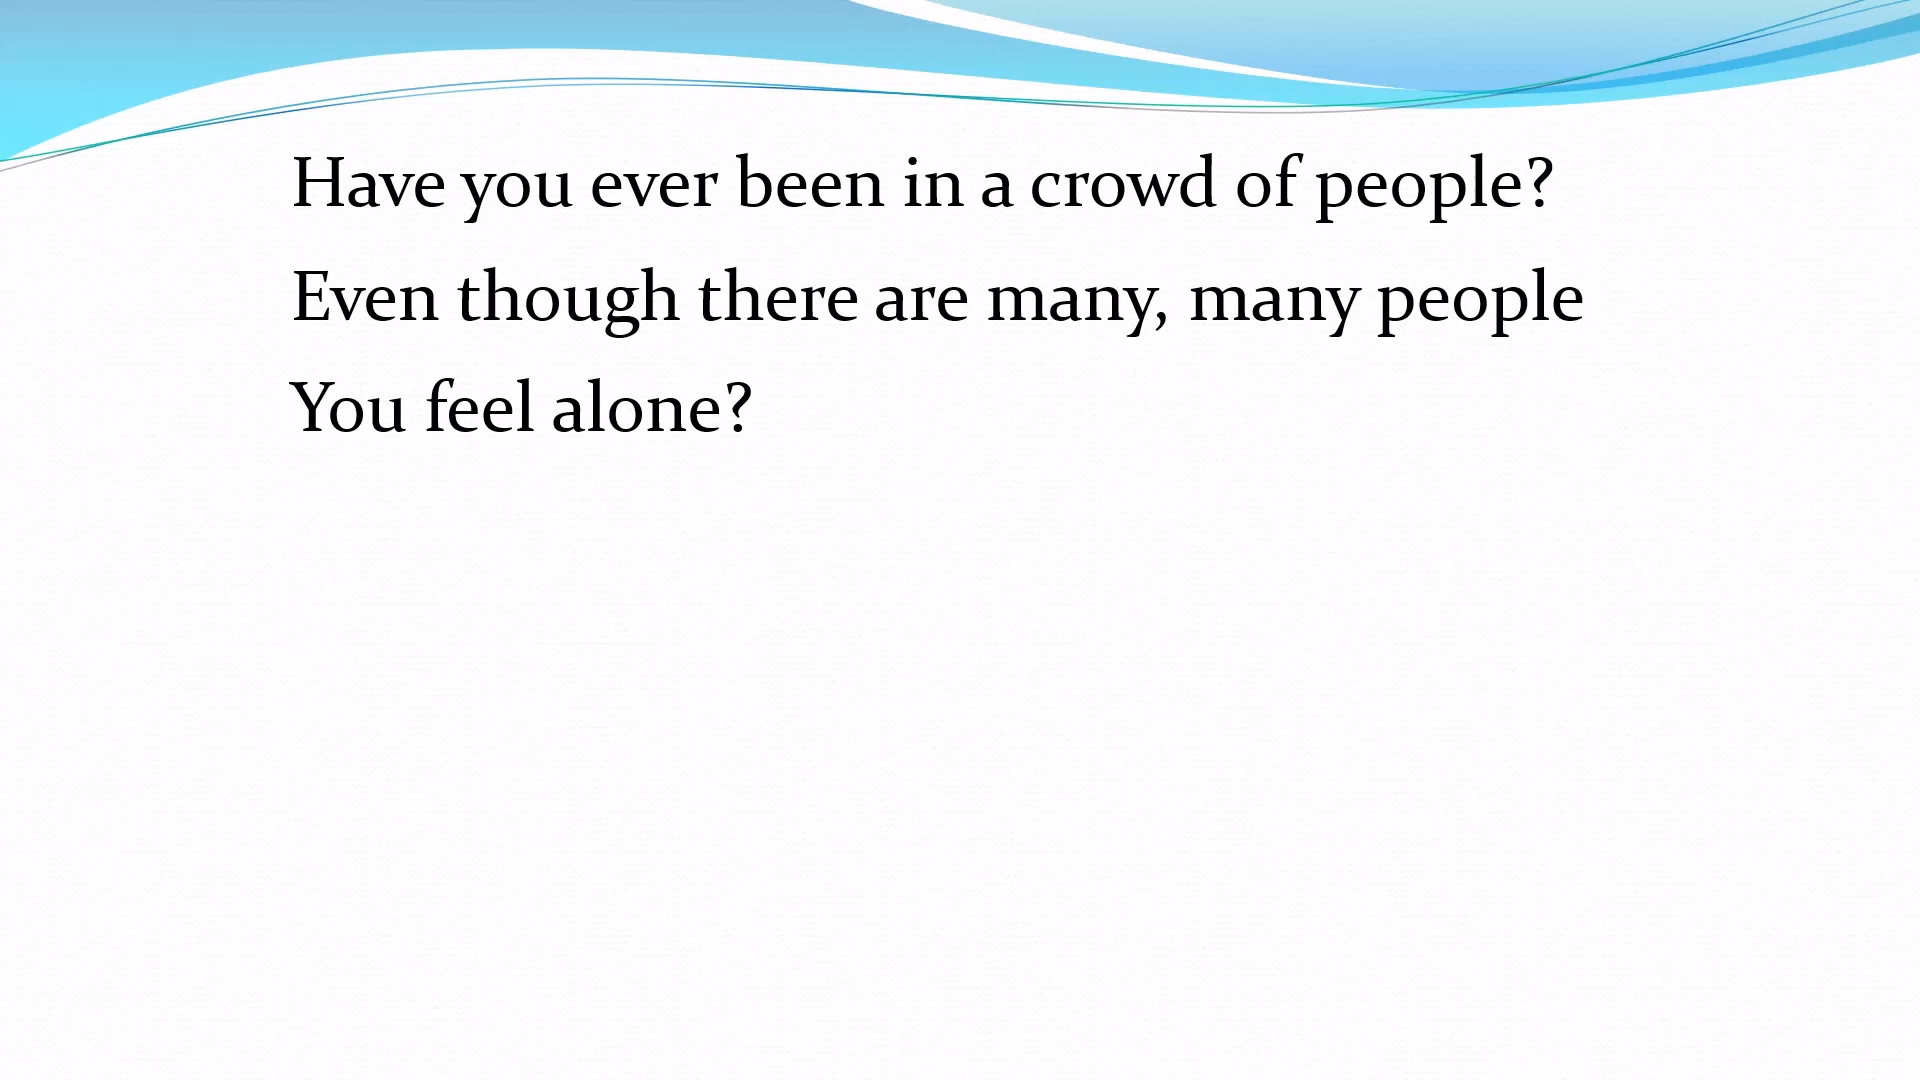 Have you ever been in a crowd of people?
Even though there are many, many people
You feel alone?